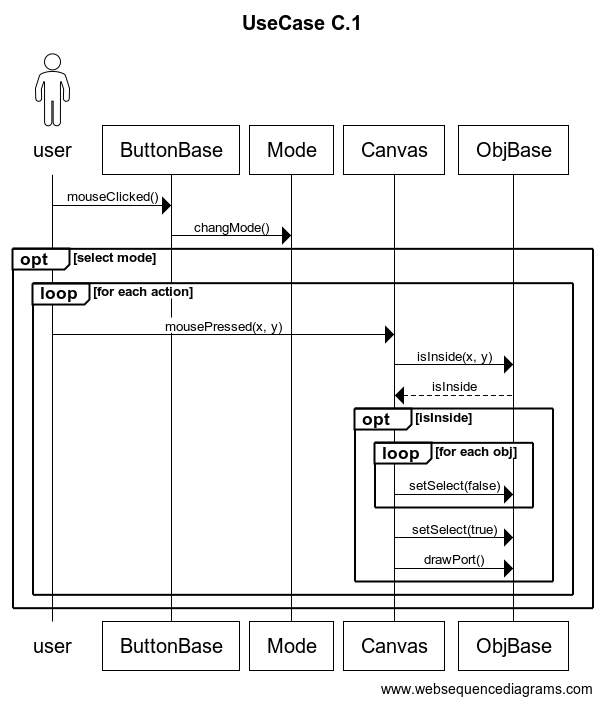 UseCase C.1
user
ButtonBase
Mode
Canvas
ObjBase
mouseClicked()
changMode()
opt
[select mode]
loop
[for each action]
mousePressed(x, y)
isInside(x, y)
isInside
opt
[isInside]
loop
[for each obj]
setSelect(false)
setSelect(true)
drawPort()
user
ButtonBase
Mode
Canvas
ObjBase
www.websequencediagrams.com